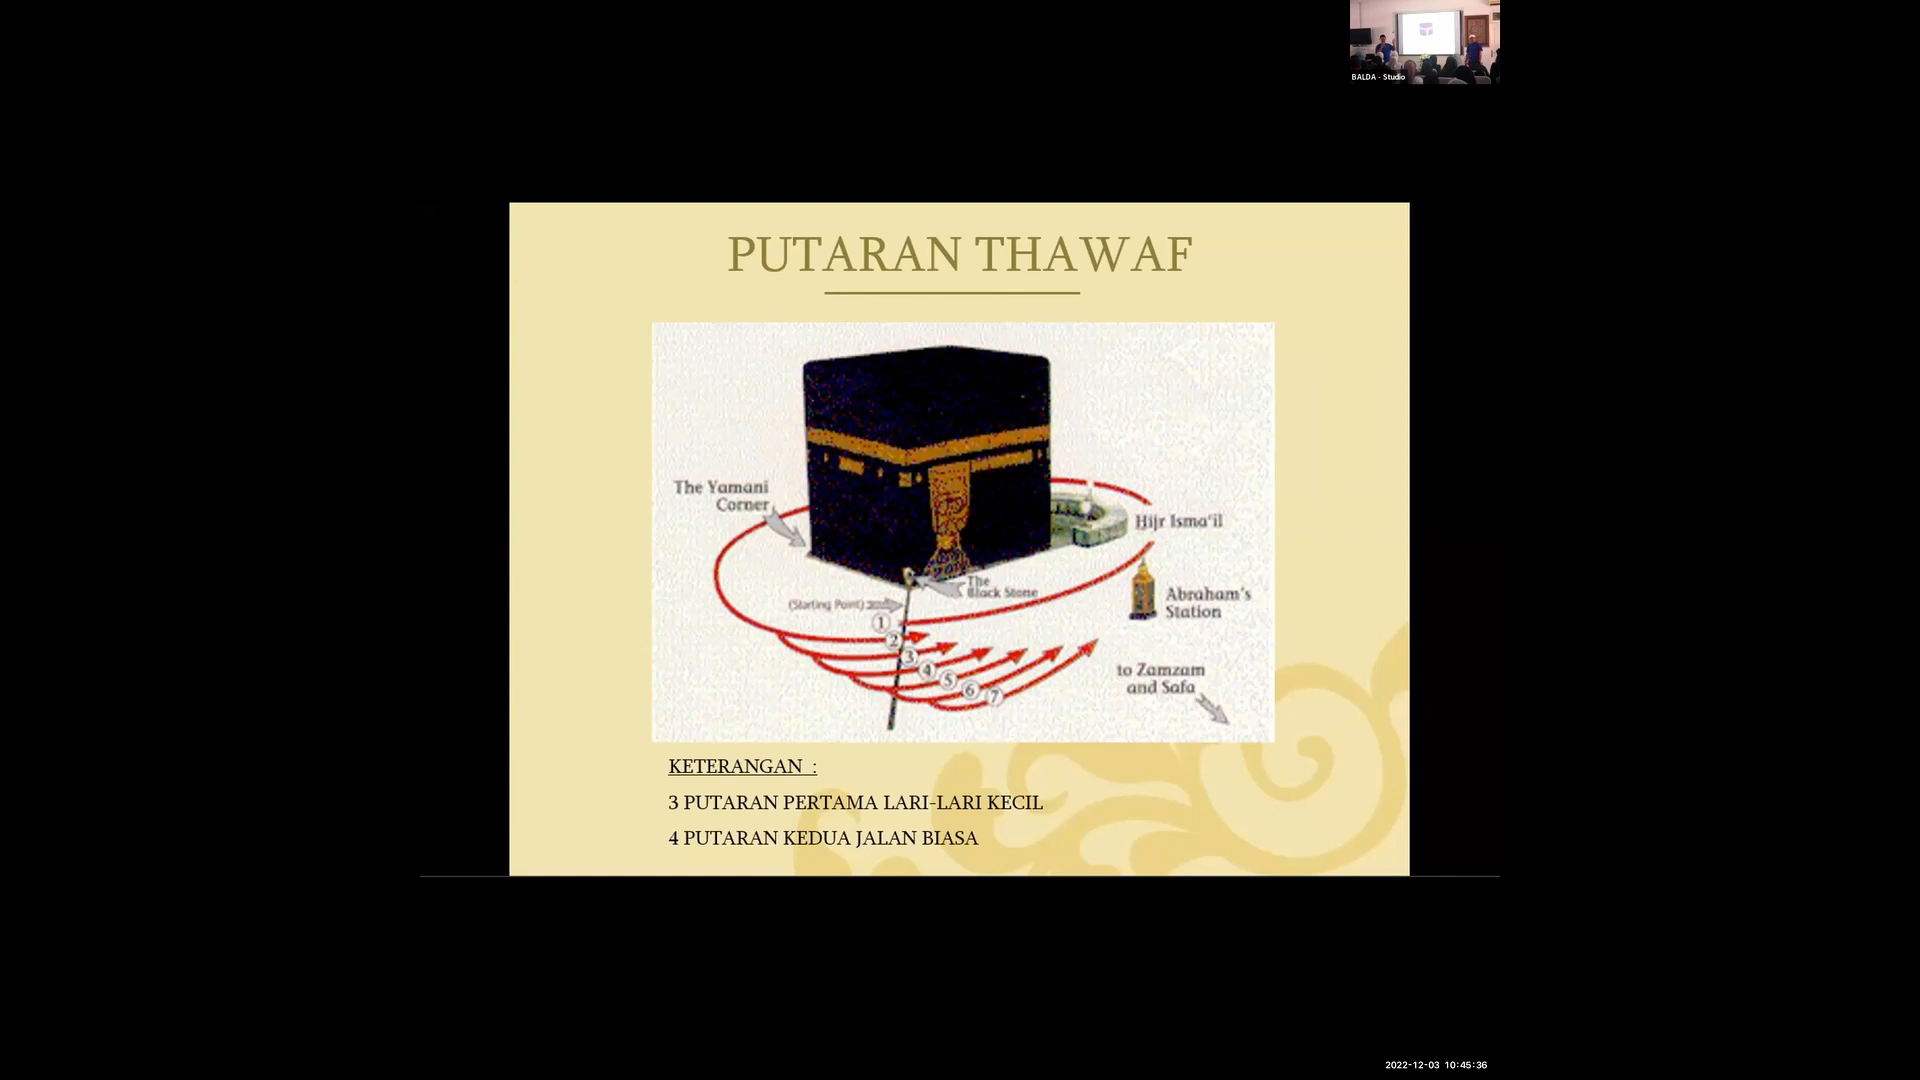 BALDA - Studio
PUTARAN THAWAF
The Yamani
Corner
Hijr Isma'il
The
Black Stone
(Starting Point)
Abraham's
Station
1
2
3
4
5
6
7
to Zamzam
and Safa
KETERANGAN :
3 PUTARAN PERTAMA LARI-LARI KECIL
4 PUTARAN KEDUA JALAN BIASA
2022-12-03 10:45:36